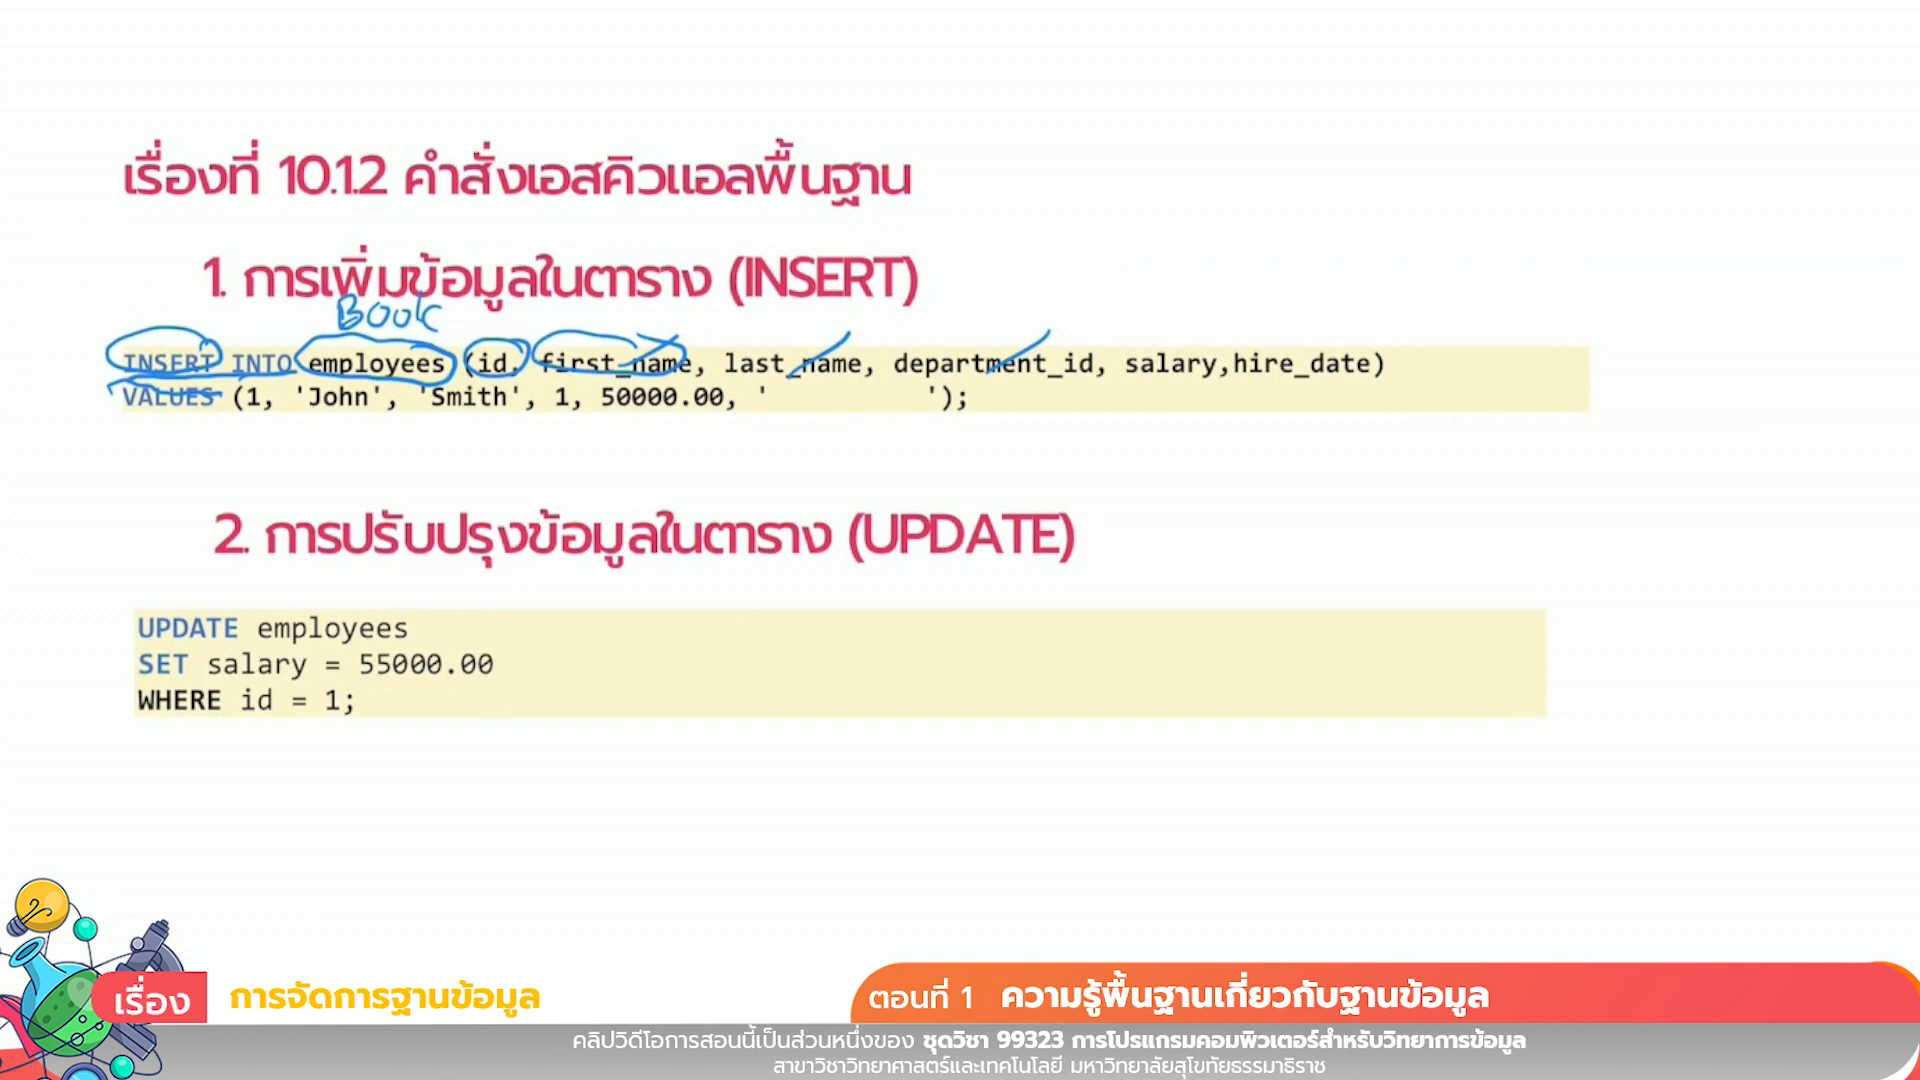 เรื่องที่ 10.1.2 คำสั่งเอสคิวแอลพื้นฐาน
1. การเพิ่มข้อมูลในตาราง (INSERT)
Book
INSERT INTO employees (id, first_name, last_name, department_id, salary,hire_date)
VALUES (1, 'John', 'Smith', 1, 50000.00, ' ');
2. การปรับปรุงข้อมูลในตาราง (UPDATE)
UPDATE employees
SET salary = 55000.00
WHERE id = 1;
เรื่อง การจัดการฐานข้อมูล
ตอนที่ 1 ความรู้พื้นฐานเกี่ยวกับฐานข้อมูล
คลิปวิดีโอการสอนนี้เป็นส่วนหนึ่งของ ชุดวิชา 99323 การโปรแกรมคอมพิวเตอร์สำหรับวิทยาการข้อมูล
สาขาวิชาวิทยาศาสตร์และเทคโนโลยี มหาวิทยาลัยสุโขทัยธรรมาธิราช